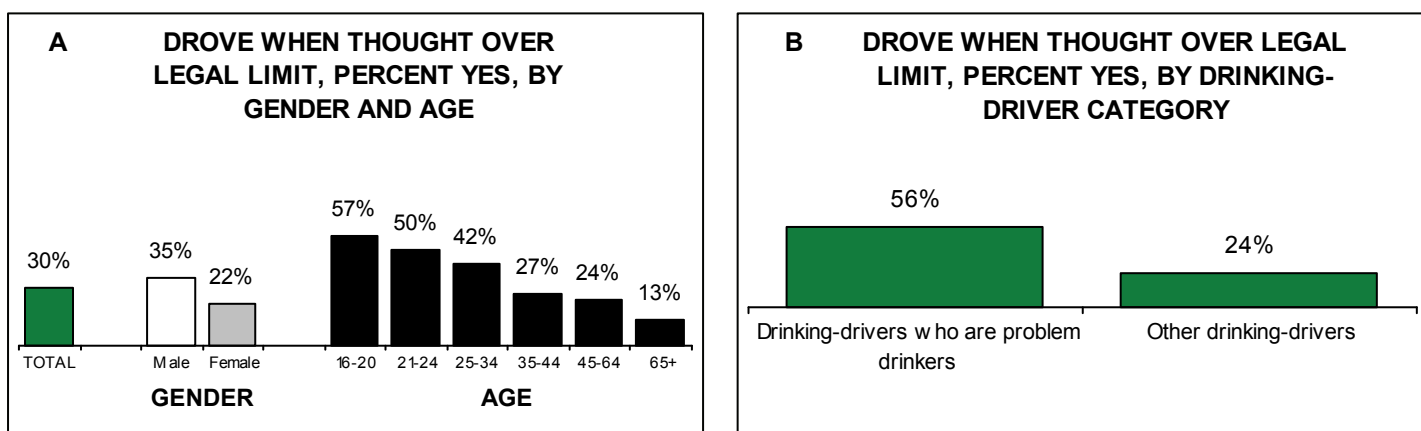 A
DROVE WHEN THOUGHT OVER
LEGAL LIMIT, PERCENT YES, BY
GENDER AND AGE
57%
50%
42%
35%
30%
27%
24%
22%
13%
TOTAL
Male
Female
16-20
21-24
25-34
35-44
45-64
65+
GENDER
AGE
B
DROVE WHEN THOUGHT OVER LEGAL
LIMIT, PERCENT YES, BY DRINKING-
DRIVER CATEGORY
56%
24%
Drinking-drivers who are problem
drinkers
Other drinking-drivers